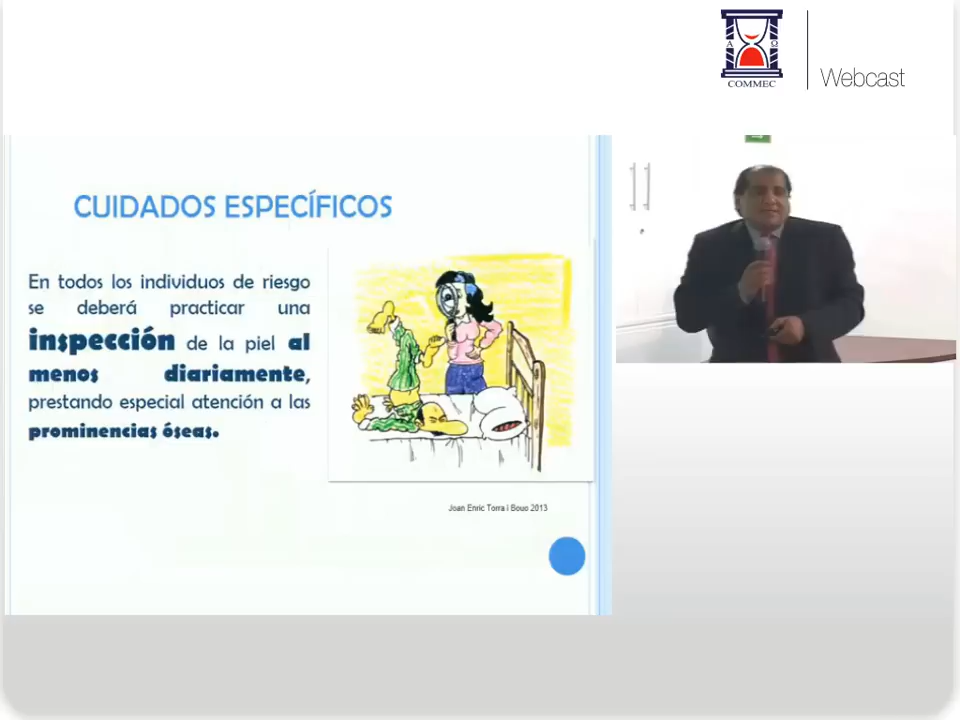 A Ω
COMMEC
Webcast
CUIDADOS ESPECÍFICOS
En todos los individuos de riesgo
se deberá practicar una
inspección de la piel al
menos diariamente,
prestando especial atención a las
prominencias óseas.
Joan Enric Torra i Bouo 2013